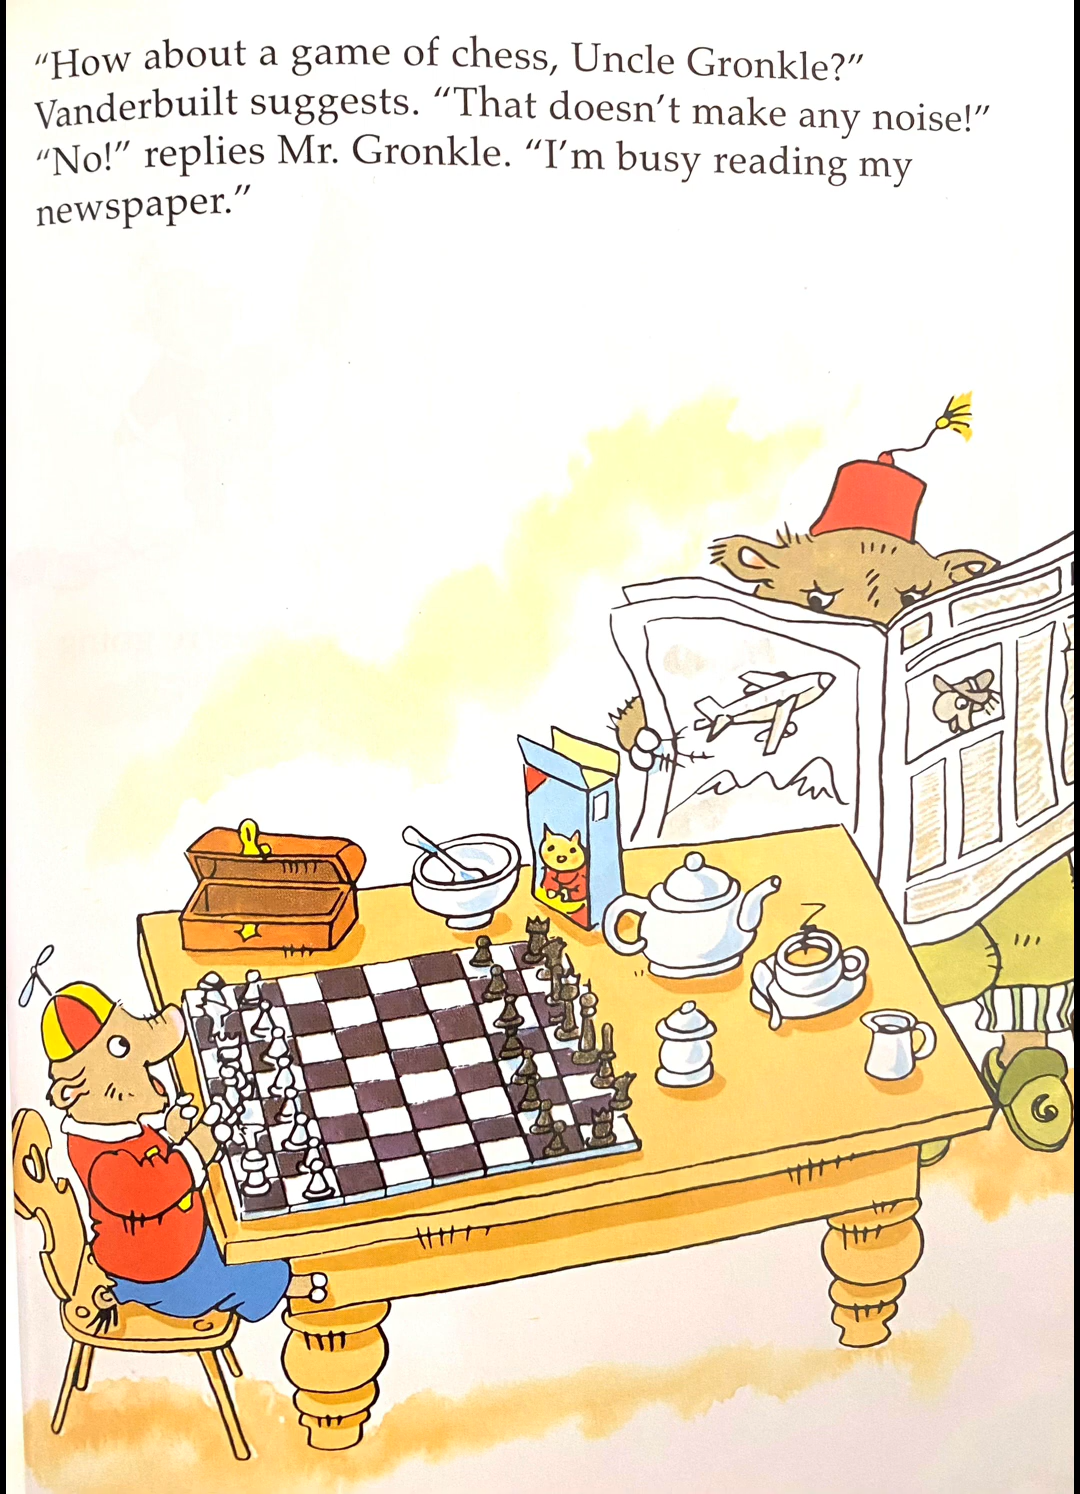 “How about a game of chess, Uncle Gronkle?”
Vanderbuilt suggests. “That doesn’t make any noise!”
“No!” replies Mr. Gronkle. “I’m busy reading my
newspaper.”